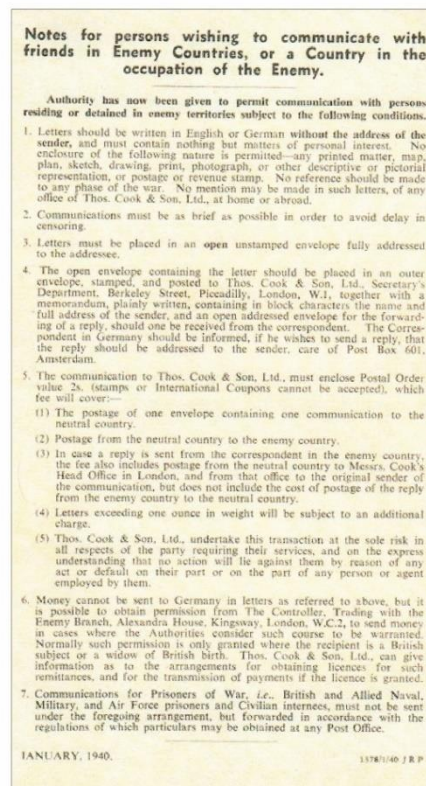 Notes for persons wishing to communicate with
friends in Enemy Countries, or a Country in the
occupation of the Enemy.
Authority has now been given to permit communication with persons
residing or detained in enemy territories subject to the following conditions.
1. Letters should be written in English or German without the address of the
sender, and must contain nothing but matters of personal interest. No
enclosure of the following nature is permitted—any printed matter, map,
plan, sketch, drawing, print, photograph, or other descriptive or pictorial
representation, or postage or revenue stamp. No reference should be made
to any phase of the war. No mention may be made in such letters, of any
office of Thos. Cook & Son, Ltd., at home or abroad.
2. Communications must be as brief as possible in order to avoid delay in
censoring.
3. Letters must be placed in an open unstamped envelope fully addressed
to the addressee.
4. The open envelope containing the letter should be placed in an outer
envelope, stamped, and posted to Thos. Cook & Son, Ltd., Secretary's
Department, Berkeley Street, Piccadilly, London, W.1, together with a
memorandum, plainly written, containing in block characters the name and
full address of the sender, and an open addressed envelope for the forward-
ing of a reply, should one be received from the correspondent. The Corres-
pondent in Germany should be informed, if he wishes to send a reply, that
the reply should be addressed to the sender, care of Post Box 601,
Amsterdam.
5. The communication to Thos. Cook & Son, Ltd., must enclose Postal Order
value 2s. (stamps or International Coupons cannot be accepted), which
fee will cover:—
(1) The postage of one envelope containing one communication to the
neutral country.
(2) Postage from the neutral country to the enemy country.
(3) In case a reply is sent from the correspondent in the enemy country,
the fee also includes postage from the neutral country to Messrs. Cook's
Head Office in London, and from that office to the original sender of
the communication, but does not include the cost of postage of the reply
from the enemy country to the neutral country.
(4) Letters exceeding one ounce in weight will be subject to an additional
charge.
(5) Thos. Cook & Son, Ltd., undertake this transaction at the sole risk in
all respects of the party requiring their services, and on the express
understanding that no action will lie against them by reason of any
act or default on their part or on the part of any person or agent
employed by them.
6. Money cannot be sent to Germany in letters as referred to above, but it
is possible to obtain permission from The Controller, Trading with the
Enemy Branch, Alexandra House, Kingsway, London, W.C.2, to send money
in cases where the Authorities consider such course to be warranted.
Normally such permission is only granted where the recipient is a British
subject or a widow of British birth. Thos. Cook & Son, Ltd., can give
information as to the arrangements for obtaining licences for such
remittances, and for the transmission of payments if the licence is granted.
7. Communications for Prisoners of War, i.e., British and Allied Naval,
Military, and Air Force prisoners and Civilian internees, must not be sent
under the foregoing arrangement, but forwarded in accordance with the
regulations of which particulars may be obtained at any Post Office.
JANUARY, 1940.
1378/1/40 J R P